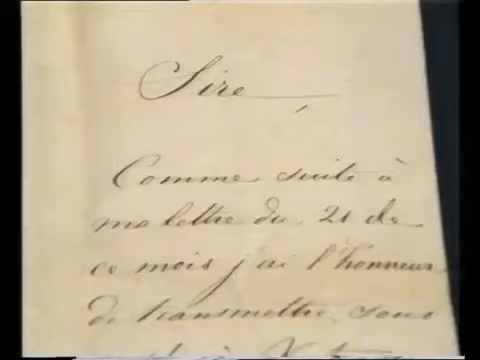 Sire,
Comme suite à
ma lettre du 21 de
ce mois j'ai l'honneur
de transmettre, sous